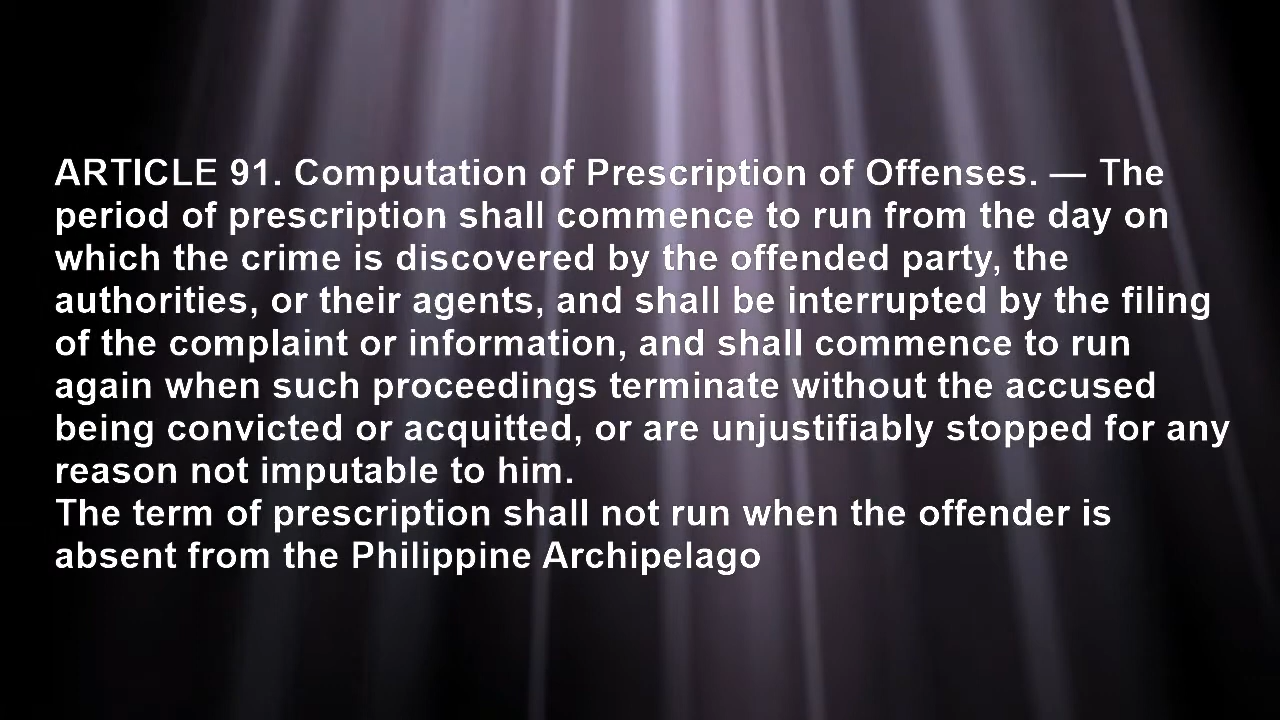 ARTICLE 91. Computation of Prescription of Offenses. — The
period of prescription shall commence to run from the day on
which the crime is discovered by the offended party, the
authorities, or their agents, and shall be interrupted by the filing
of the complaint or information, and shall commence to run
again when such proceedings terminate without the accused
being convicted or acquitted, or are unjustifiably stopped for any
reason not imputable to him.
The term of prescription shall not run when the offender is
absent from the Philippine Archipelago